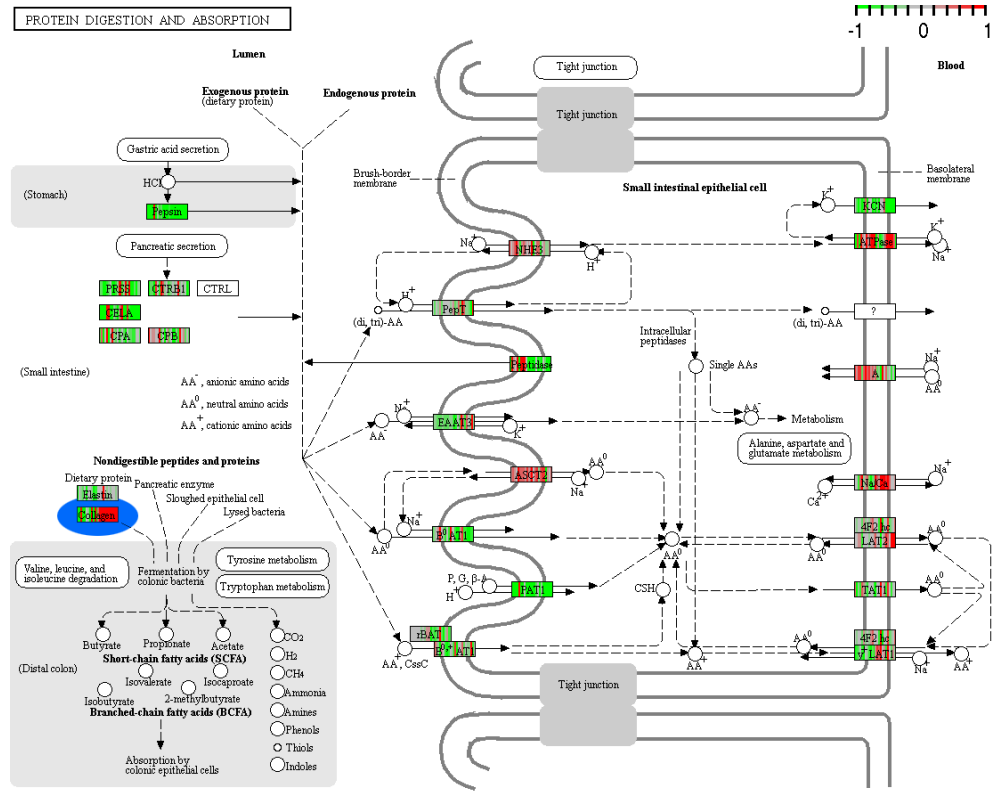 PROTEIN DIGESTION AND ABSORPTION
-1 0 1
Lumen
Blood
Tight junction
Tight junction
Exogenous protein
(dietary protein)
Endogenous protein
Gastric acid secretion
Brush-border
membrane
Small intestinal epithelial cell
Basolateral
membrane
HCl
(Stomach)
Pepsin
K+
KCN
K+
ATPase
Na+
Pancreatic secretion
Na+
NHE3
H+
PRSS
CTRB1
CTRL
CELA
CPA
CPB
H+
PepT
(di, tri)-AA
(di, tri)-AA
?
Intracellular
peptidases
Single AAs
Peptidase
(Small intestine)
Na+
A
AA0
AA-, anionic amino acids
AA0, neutral amino acids
AA+, cationic amino acids
Na+
AA-
EAAT3
K+
AA-
Metabolism
Alanine, aspartate and
glutamate metabolism
Nondigestible peptides and proteins
Dietary protein
Pancreatic enzyme
Sloughed epithelial cell
Lysed bacteria
Elastin
Collagen
ASCT2
AA0
Na+
Na/Ca
Na+
Ca2+
Na+
B0AT1
AA0
AA0
AA0
4F2hc
LAT2
AA0
Valine, leucine, and
isoleucine degradation
Fermentation by
colonic bacteria
Tyrosine metabolism
Tryptophan metabolism
P, G, β-A
H+
PAT1
CSH
TAT1
AA0
Butyrate
Propionate
Acetate
CO2
Short-chain fatty acids (SCFA)
H2
rBAT
B0,+AT1
AA+, CssC
AA+
AA0
4F2hc
y+LAT1
Na+
AA+
(Distal colon)
Isovalerate
Isocaproate
CH4
Isobutyrate
2-methylbutyrate
Ammonia
Branched-chain fatty acids (BCFA)
Amines
Phenols
Thiols
Indoles
Absorption by
colonic epithelial cells
Tight junction